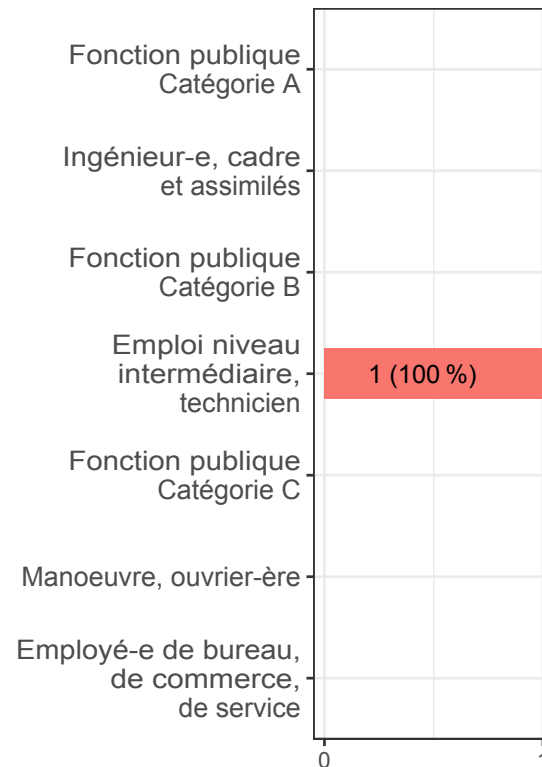 Fonction publique
Catégorie A
Ingénieur-e, cadre
et assimilés
Fonction publique
Catégorie B
Emploi niveau
intermédiaire,
technicien
1 (100 %)
Fonction publique
Catégorie C
Manoeuvre, ouvrier-ère
Employé-e de bureau,
de commerce,
de service
0 1